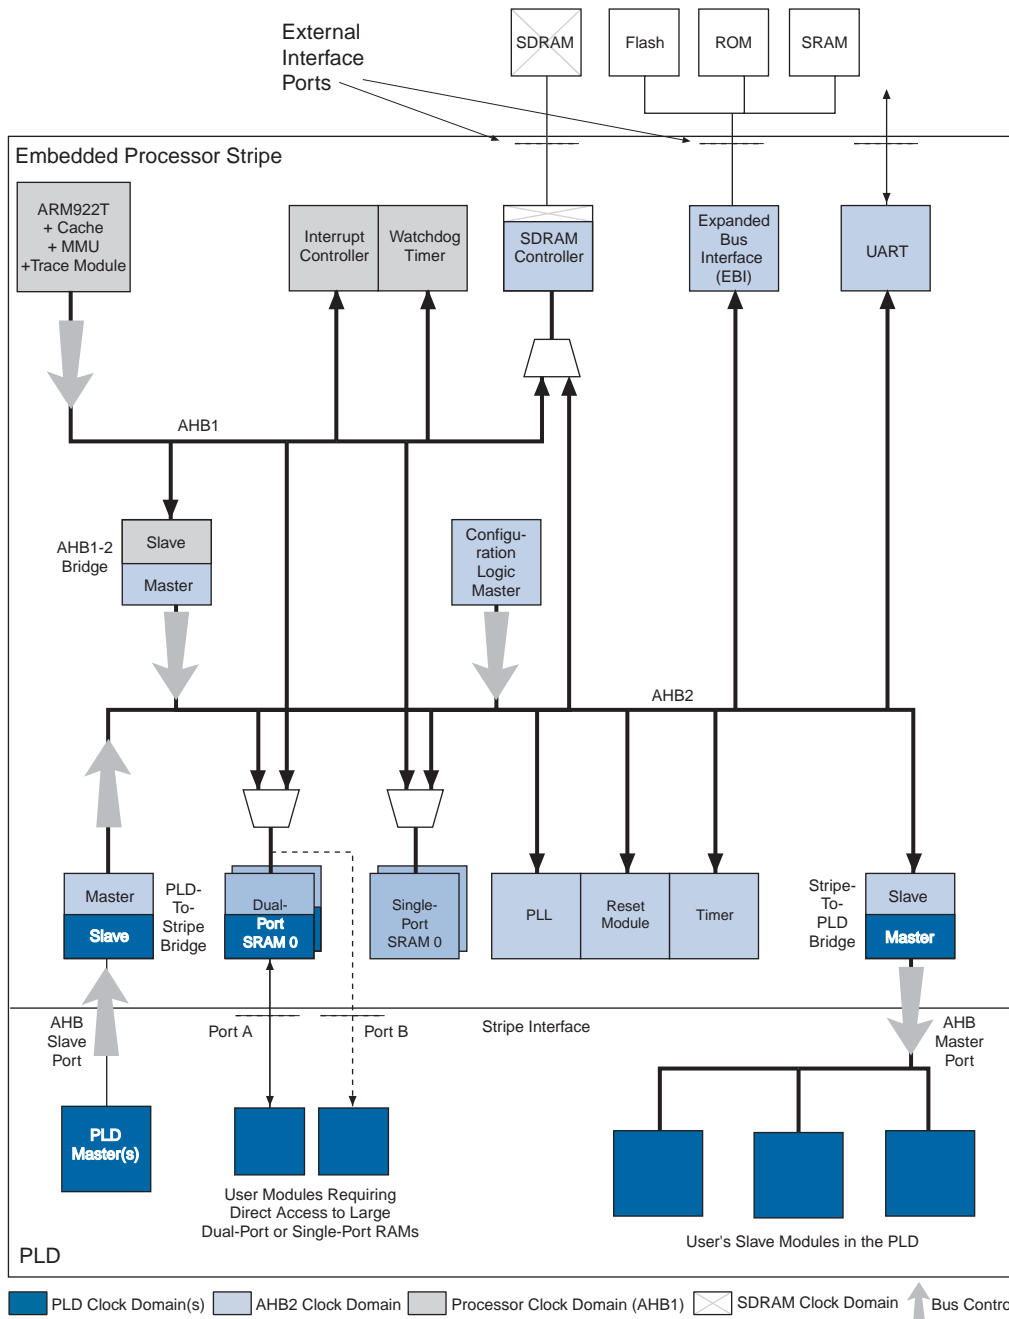 External
Interface
Ports
SDRAM
Flash
ROM
SRAM
Embedded Processor Stripe
ARM922T
+ Cache
+ MMU
+Trace Module
Interrupt
Controller
Watchdog
Timer
SDRAM
Controller
Expanded
Bus
Interface
(EBI)
UART
AHB1
AHB1-2
Bridge
Slave
Master
Configu-
ration
Logic
Master
AHB2
Master
Slave
PLD-
To-
Stripe
Bridge
Dual-
Port
SRAM 0
Single-
Port
SRAM 0
PLL
Reset
Module
Timer
Stripe-
To-
PLD
Bridge
Slave
Master
AHB
Slave
Port
Port A
Port B
Stripe Interface
AHB
Master
Port
PLD
Master(s)
User Modules Requiring
Direct Access to Large
Dual-Port or Single-Port RAMs
User's Slave Modules in the PLD
PLD
PLD Clock Domain(s)
AHB2 Clock Domain
Processor Clock Domain (AHB1)
SDRAM Clock Domain
Bus Contro